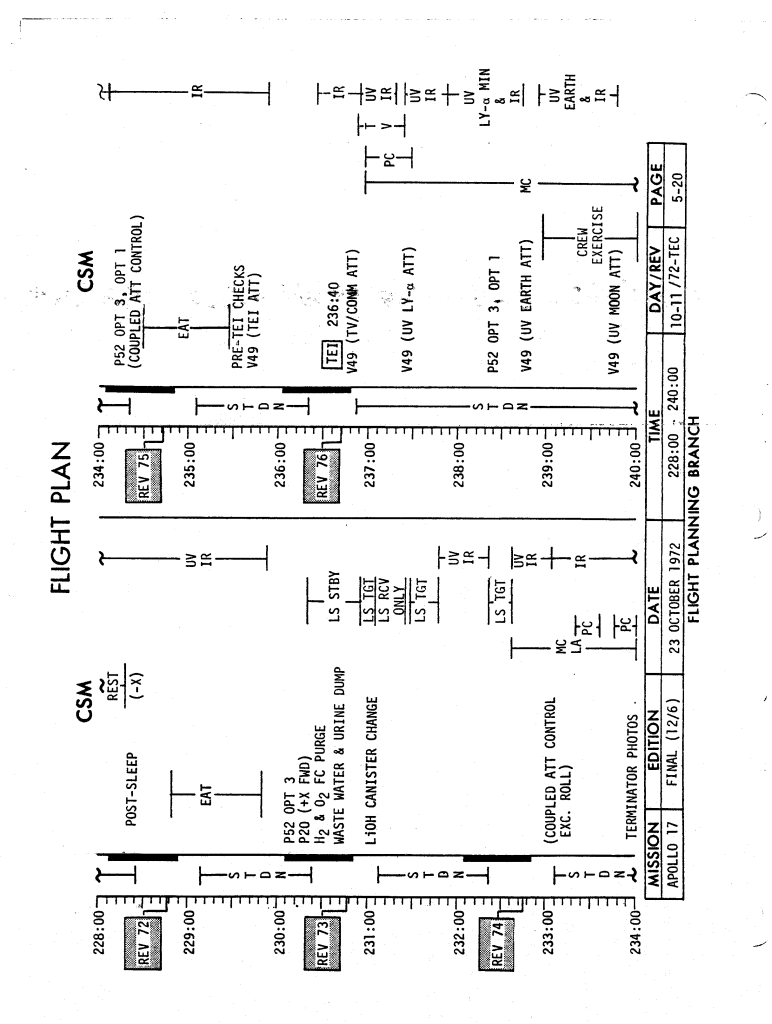 FLIGHT PLAN
CSM
228:00
REST
(-X)
POST-SLEEP
REV 72
UV
IR
EAT
229:00
STDN
230:00
P52 OPT 3
P20 (+X FWD)
H2 & O2 FC PURGE
WASTE WATER & URINE DUMP
LS STBY
REV 73
231:00
LiOH CANISTER CHANGE
LS TGT
LS RCV
ONLY
LS TGT
STDN
UV
IR
232:00
LS TGT
REV 74
UV
IR
233:00
(COUPLED ATT CONTROL
EXC. ROLL)
MC
LA
PC
IR
STDN
PC
TERMINATOR PHOTOS
234:00
CSM
234:00
P52 OPT 3, OPT 1
(COUPLED ATT CONTROL)
IR
REV 75
EAT
235:00
STDN
PRE-TEI CHECKS
V49 (TEI ATT)
236:00
REV 76
TEI 236:40
V49 (TV/COMM ATT)
IR
237:00
TV
UV
IR
PC
V49 (UV LY-α ATT)
UV
IR
238:00
STDN
P52 OPT 3, OPT 1
UV
LY-α MIN
& IR
MC
V49 (UV EARTH ATT)
239:00
CREW
EXERCISE
UV
EARTH
& IR
V49 (UV MOON ATT)
240:00
MISSION EDITION DATE TIME DAY/REV PAGE
APOLLO 17 FINAL (12/6) 23 OCTOBER 1972 228:00 - 240:00 10-11 /72-TEC 5-20
FLIGHT PLANNING BRANCH